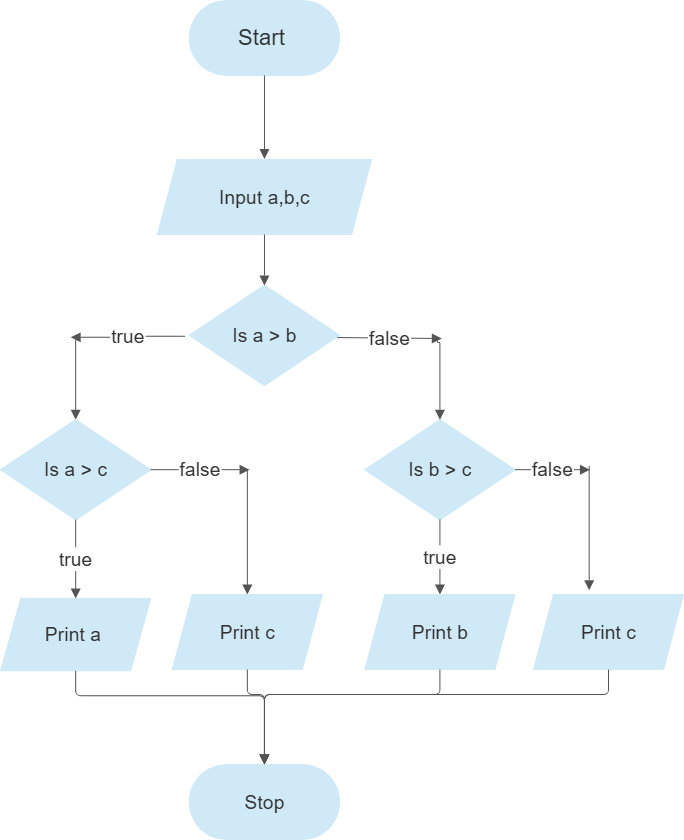 Start
Input a,b,c
Is a > b
true
false
Is a > c
false
Is b > c
false
true
true
Print a
Print c
Print b
Print c
Stop